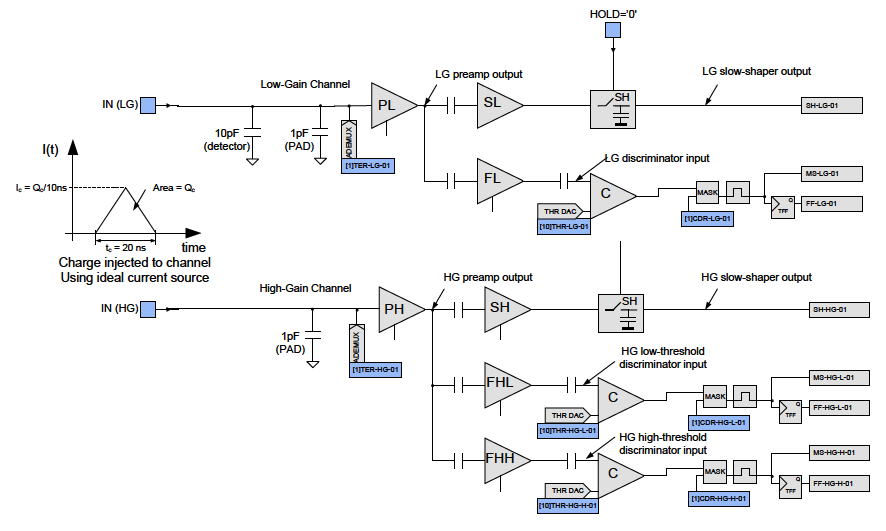 HOLD='0'
Low-Gain Channel
LG preamp output
LG slow-shaper output
IN (LG)
PL
SL
SH
SH-LG-01
10pF
(detector)
1pF
(PAD)
ADEMUX
[1]TER-LG-01
I(t)
Ic = Qc/10ns
Area = Qc
tc = 20 ns
time
Charge injected to channel
Using ideal current source
FL
LG discriminator input
C
THR DAC
[10]THR-LG-01
MASK
[1]CDR-LG-01
Q
TFF
MS-LG-01
FF-LG-01
High-Gain Channel
HG preamp output
HG slow-shaper output
IN (HG)
PH
SH
SH
SH-HG-01
1pF
(PAD)
ADEMUX
[1]TER-HG-01
HG low-threshold
discriminator input
FHL
C
THR DAC
[10]THR-HG-L-01
MASK
[1]CDR-HG-L-01
Q
TFF
MS-HG-L-01
FF-HG-L-01
HG high-threshold
discriminator input
FHH
C
THR DAC
[10]THR-HG-H-01
MASK
[1]CDR-HG-H-01
Q
TFF
MS-HG-H-01
FF-HG-H-01